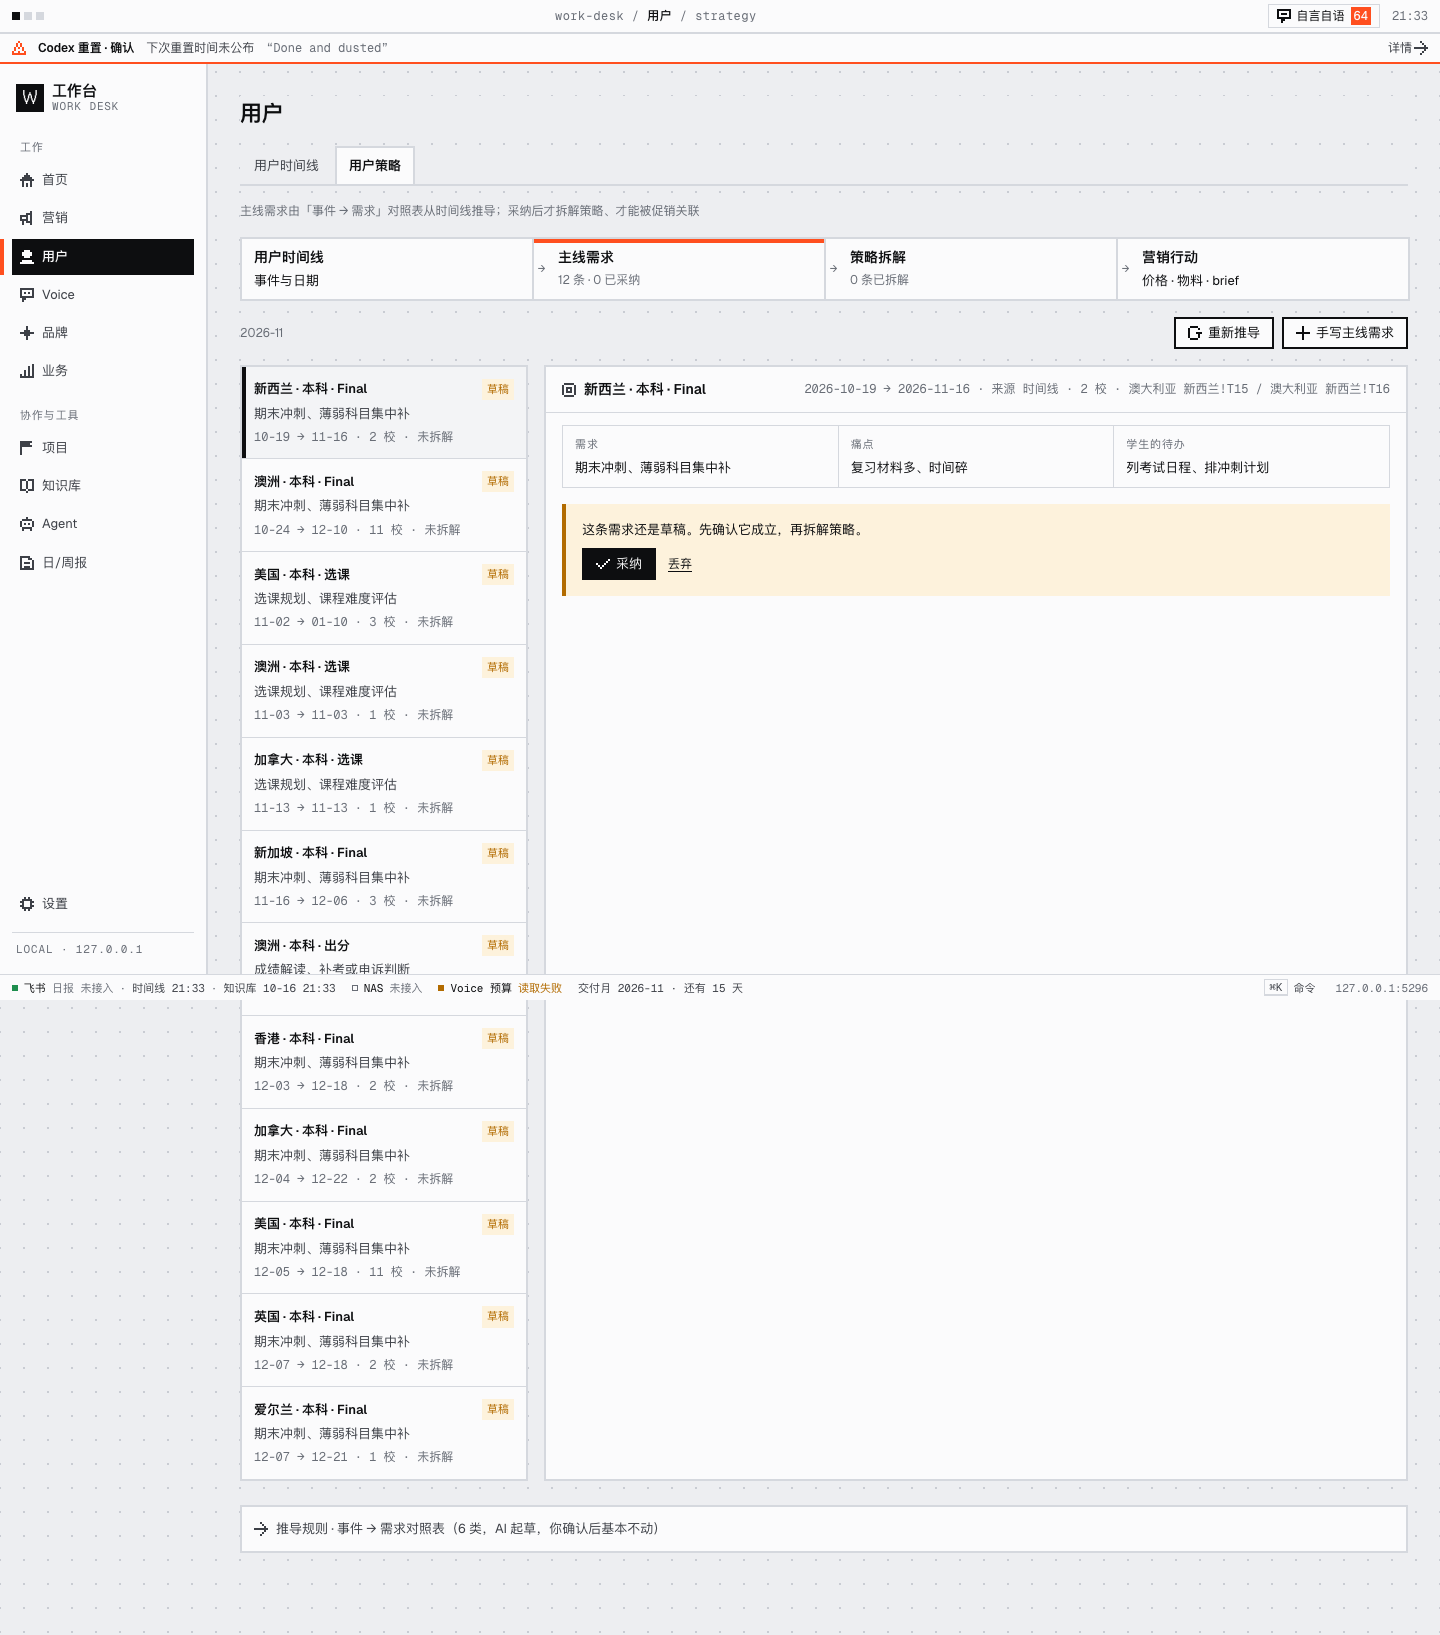 work-desk / 用户 / strategy
自言自语 64
21:33
Codex 重置·确认 下次重置时间未公布 “Done and dusted”
详情
W
工作台
WORK DESK
工作
首页
营销
用户
Voice
品牌
业务
协作与工具
项目
知识库
Agent
日/周报
设置
LOCAL · 127.0.0.1
用户
用户时间线
用户策略
主线需求由「事件 → 需求」对照表从时间线推导；采纳后才拆解策略、才能被促销关联
用户时间线
事件与日期
→
主线需求
12 条·0 已采纳
→
策略拆解
0 条已拆解
→
营销行动
价格·物料·brief
2026-11
重新推导
手写主线需求
新西兰·本科·Final 草稿
期末冲刺、薄弱科目集中补
10-19 → 11-16 · 2 校 · 未拆解
澳洲·本科·Final 草稿
期末冲刺、薄弱科目集中补
10-24 → 12-10 · 11 校 · 未拆解
美国·本科·选课 草稿
选课规划、课程难度评估
11-02 → 01-10 · 3 校 · 未拆解
澳洲·本科·选课 草稿
选课规划、课程难度评估
11-03 → 11-03 · 1 校 · 未拆解
加拿大·本科·选课 草稿
选课规划、课程难度评估
11-13 → 11-13 · 1 校 · 未拆解
新加坡·本科·Final 草稿
期末冲刺、薄弱科目集中补
11-16 → 12-06 · 3 校 · 未拆解
澳洲·本科·出分 草稿
成绩解读、补考或申诉判断
香港·本科·Final 草稿
期末冲刺、薄弱科目集中补
12-03 → 12-18 · 2 校 · 未拆解
加拿大·本科·Final 草稿
期末冲刺、薄弱科目集中补
12-04 → 12-22 · 2 校 · 未拆解
美国·本科·Final 草稿
期末冲刺、薄弱科目集中补
12-05 → 12-18 · 11 校 · 未拆解
英国·本科·Final 草稿
期末冲刺、薄弱科目集中补
12-07 → 12-18 · 2 校 · 未拆解
爱尔兰·本科·Final 草稿
期末冲刺、薄弱科目集中补
12-07 → 12-21 · 1 校 · 未拆解
新西兰·本科·Final
2026-10-19 → 2026-11-16 · 来源 时间线 · 2 校 · 澳大利亚 新西兰!T15 / 澳大利亚 新西兰!T16
需求
期末冲刺、薄弱科目集中补
痛点
复习材料多、时间碎
学生的待办
列考试日程、排冲刺计划
这条需求还是草稿。先确认它成立，再拆解策略。
采纳
丢弃
推导规则·事件 → 需求对照表（6 类，AI 起草，你确认后基本不动）
飞书 日报 未接入 · 时间线 21:33 · 知识库 10-16 21:33 NAS 未接入 Voice 预算 读取失败 交付月 2026-11 · 还有 15 天
⌘K 命令 127.0.0.1:5296